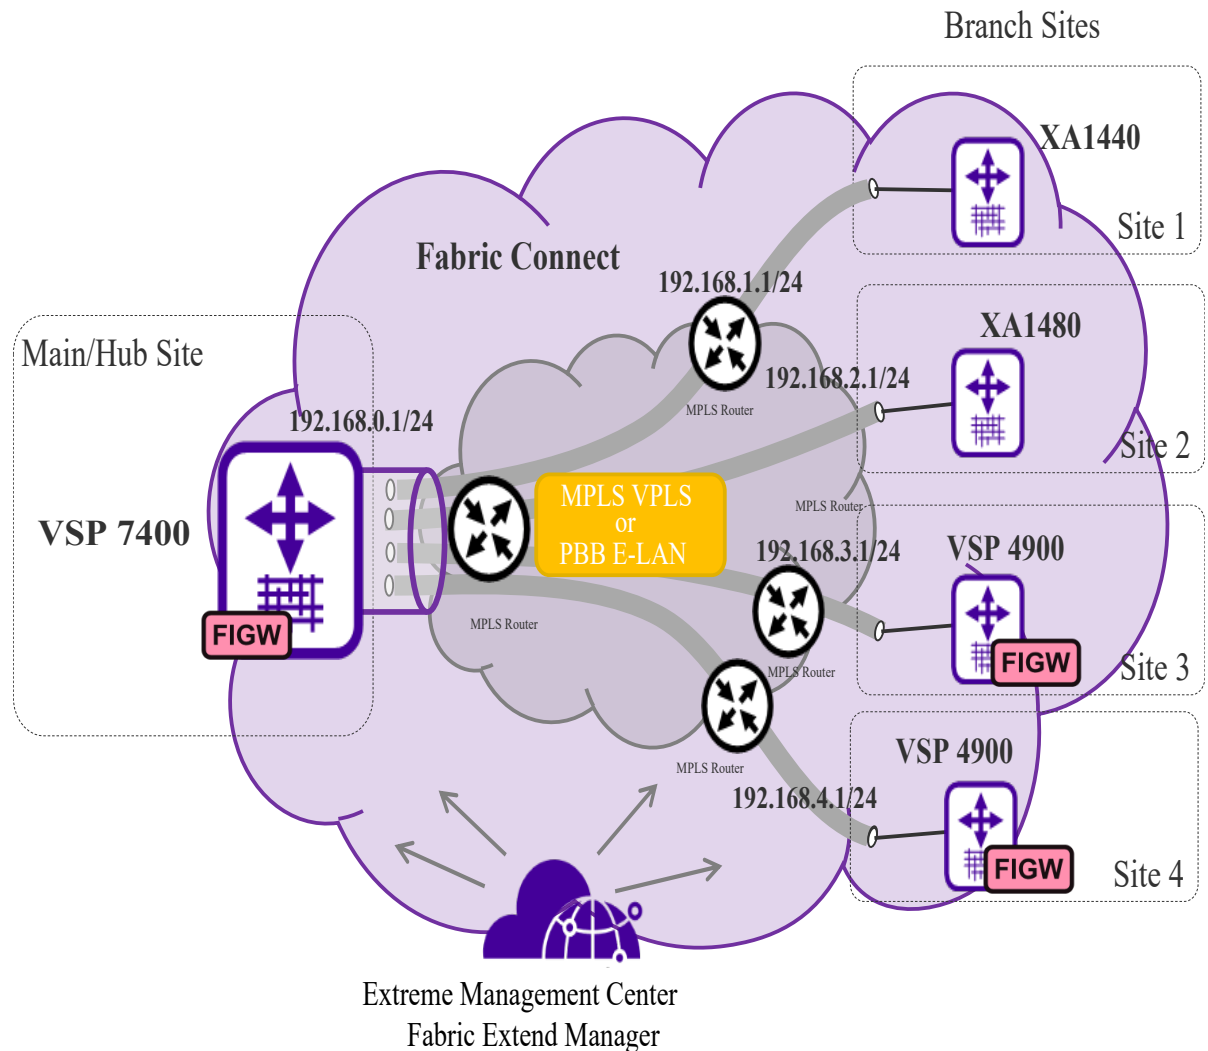 Branch Sites
XA1440
Site 1
Fabric Connect
192.168.1.1/24
MPLS Router
XA1480
192.168.2.1/24
Site 2
MPLS Router
Main/Hub Site
192.168.0.1/24
VSP 7400
FIGW
MPLS VPLS
or
PBB E-LAN
MPLS Router
192.168.3.1/24
MPLS Router
VSP 4900
FIGW
Site 3
MPLS Router
192.168.4.1/24
VSP 4900
FIGW
Site 4
Extreme Management Center
Fabric Extend Manager